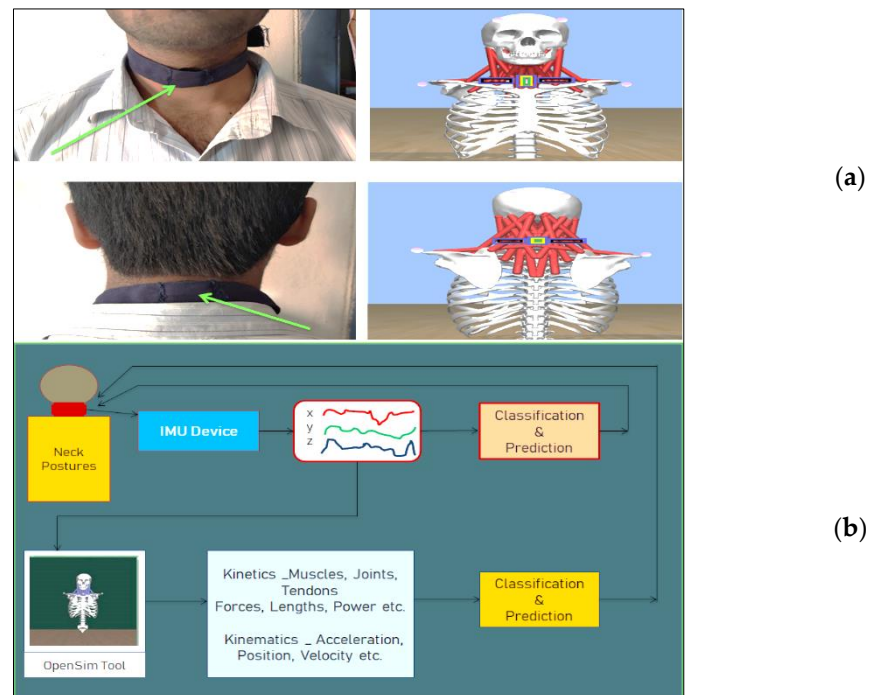 (a)
Neck
Postures
IMU Device
x
y
z
Classification
&
Prediction
(b)
OpenSim Tool
Kinetics _Muscles, Joints,
Tendons
Forces, Lengths, Power etc.
Kinematics _ Acceleration,
Position, Velocity etc.
Classification
&
Prediction